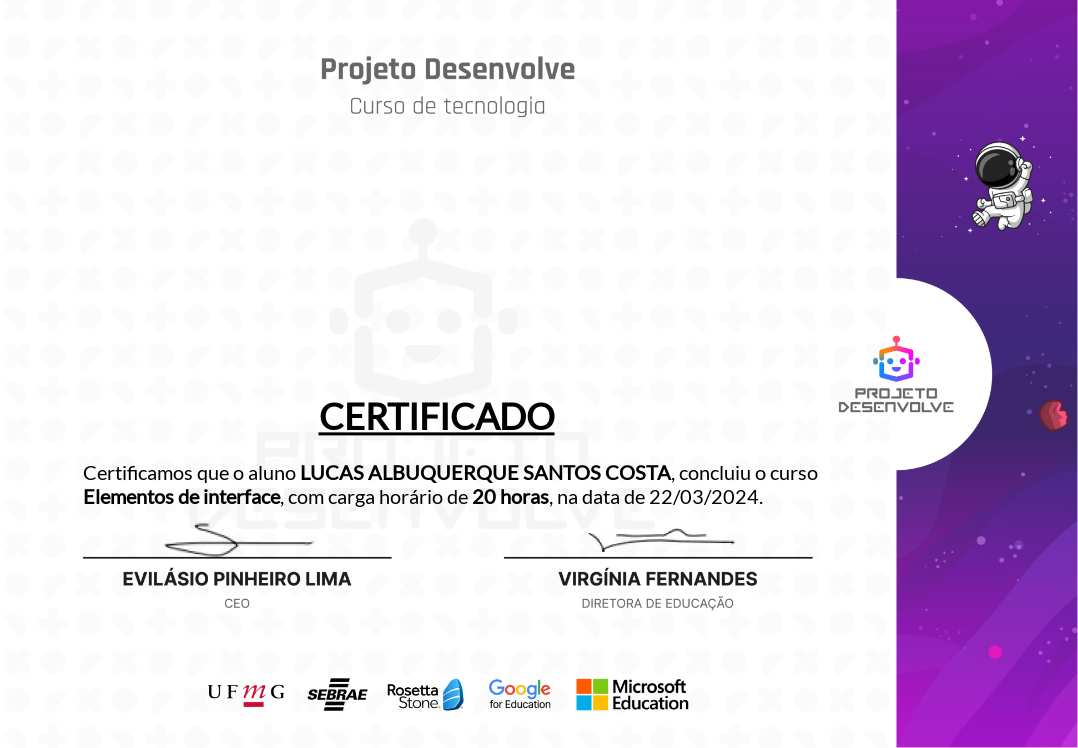 Projeto Desenvolve
Curso de tecnologia
PROJETO
DESENVOLVE
CERTIFICADO
PROJETO
DESENVOLVE
Certificamos que o aluno LUCAS ALBUQUERQUE SANTOS COSTA, concluiu o curso
Elementos de interface, com carga horário de 20 horas, na data de 22/03/2024.
EVILÁSIO PINHEIRO LIMA
CEO
VIRGÍNIA FERNANDES
DIRETORA DE EDUCAÇÃO
UFmG
SEBRAE
Rosetta
Stone
Google
for Education
Microsoft
Education